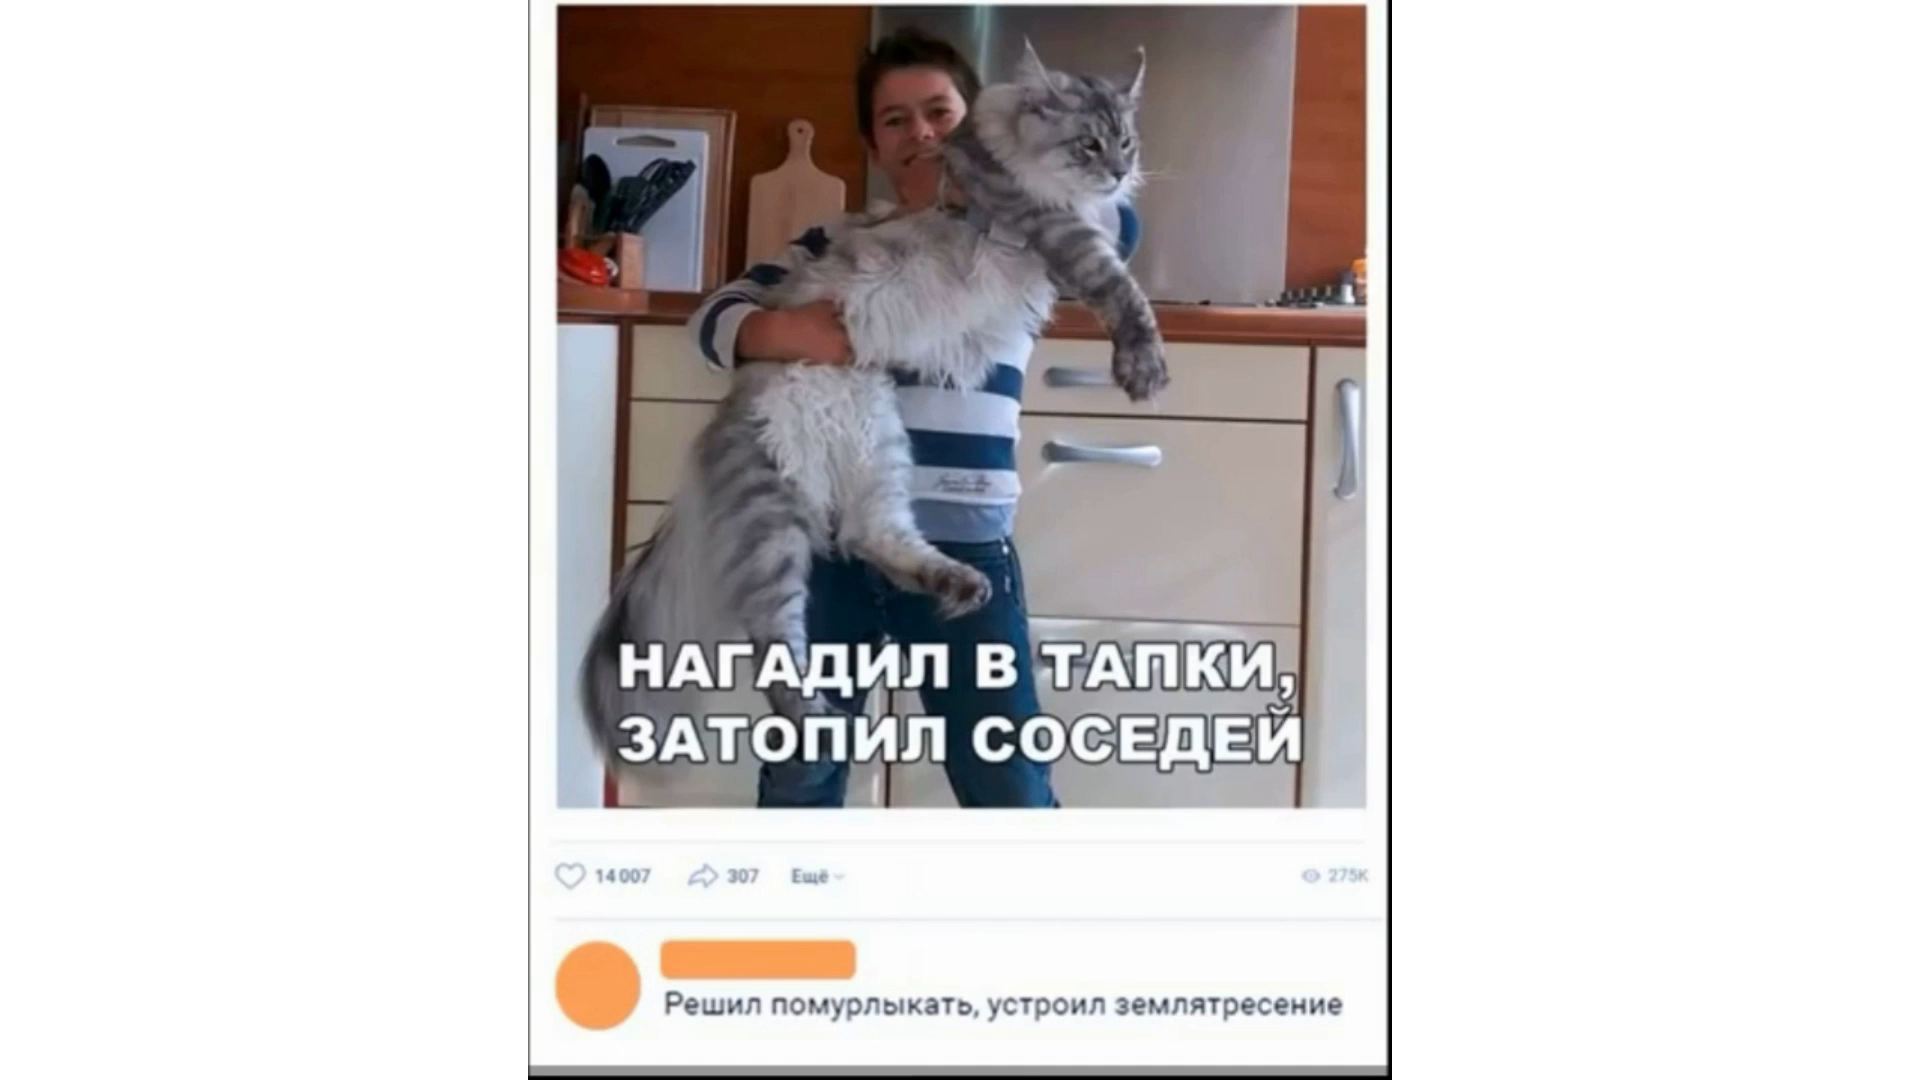 НАГАДИЛ В ТАПКИ,
ЗАТОПИЛ СОСЕДЕЙ
14 007 307 Ещё 275K
Решил помурлыкать, устроил землятресение